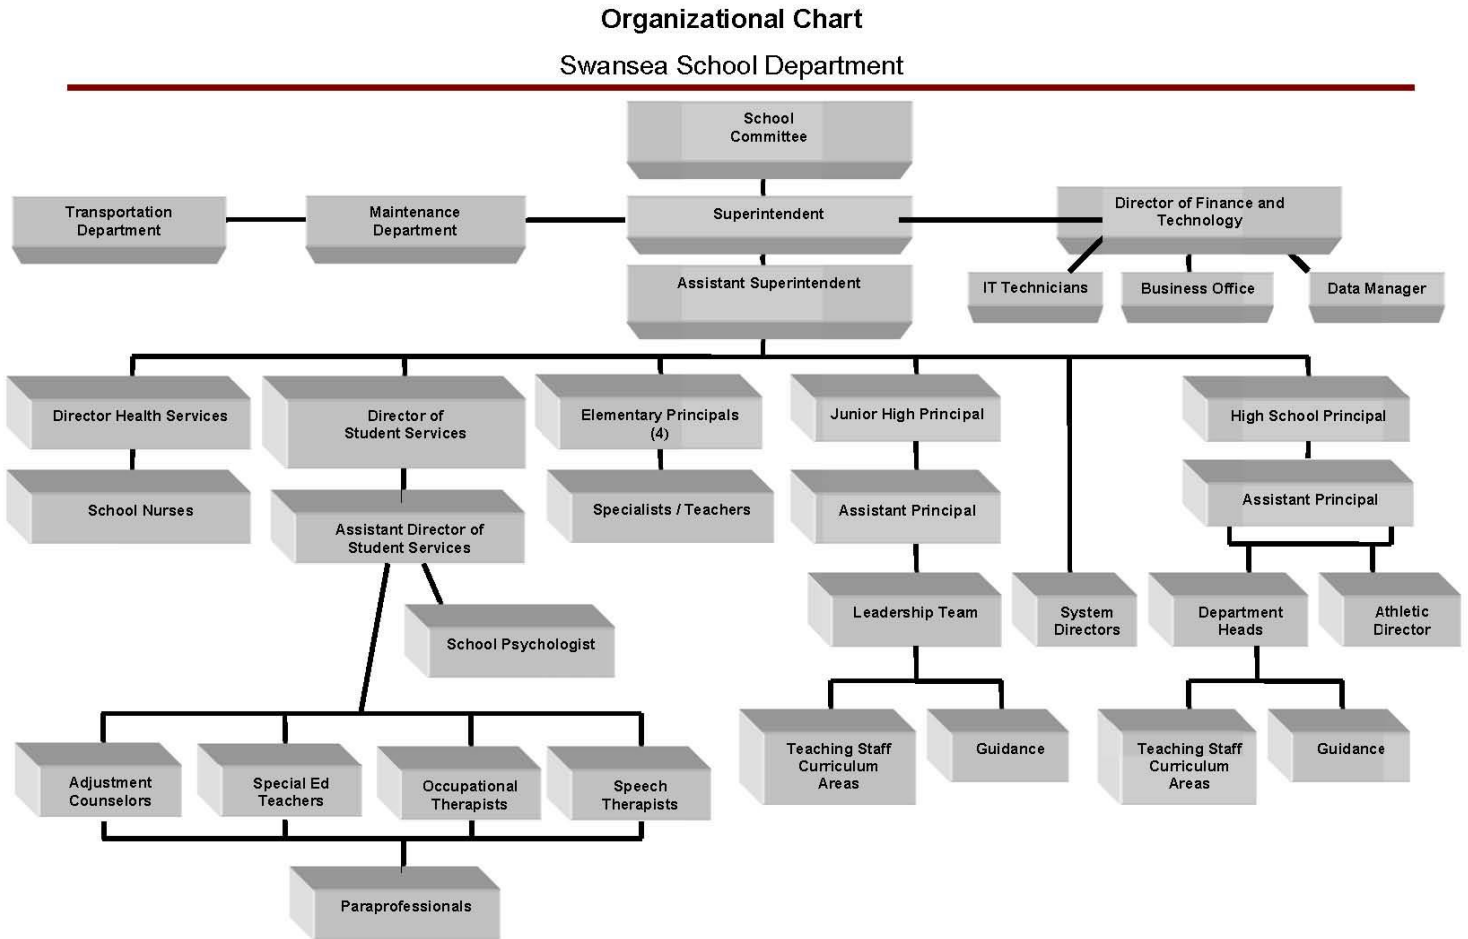 Organizational Chart
Swansea School Department
School
Committee
Transportation
Department
Maintenance
Department
Superintendent
Director of Finance and
Technology
Assistant Superintendent
IT Technicians
Business Office
Data Manager
Director Health Services
Director of
Student Services
Elementary Principals
(4)
Junior High Principal
High School Principal
School Nurses
Assistant Director of
Student Services
Specialists / Teachers
Assistant Principal
Assistant Principal
School Psychologist
Leadership Team
System
Directors
Department
Heads
Athletic
Director
Adjustment
Counselors
Special Ed
Teachers
Occupational
Therapists
Speech
Therapists
Teaching Staff
Curriculum
Areas
Guidance
Teaching Staff
Curriculum
Areas
Guidance
Paraprofessionals